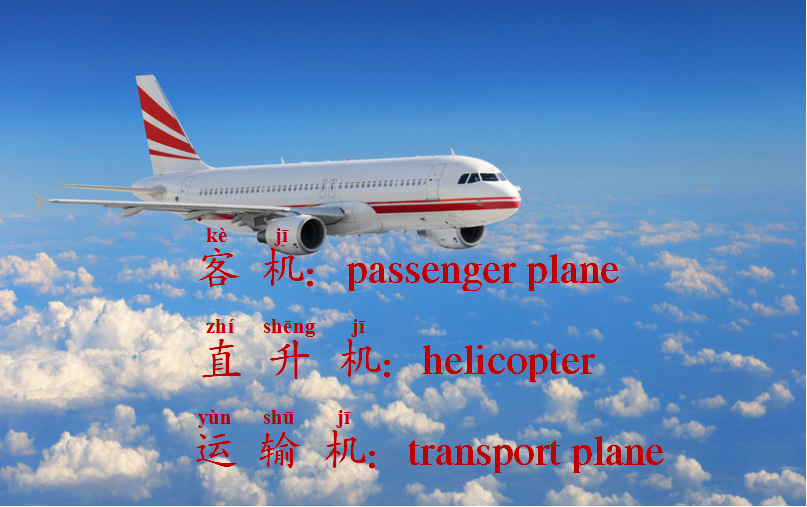 kè jī
客机：passenger plane
zhí shēng jī
直升机：helicopter
yùn shū jī
运输机：transport plane